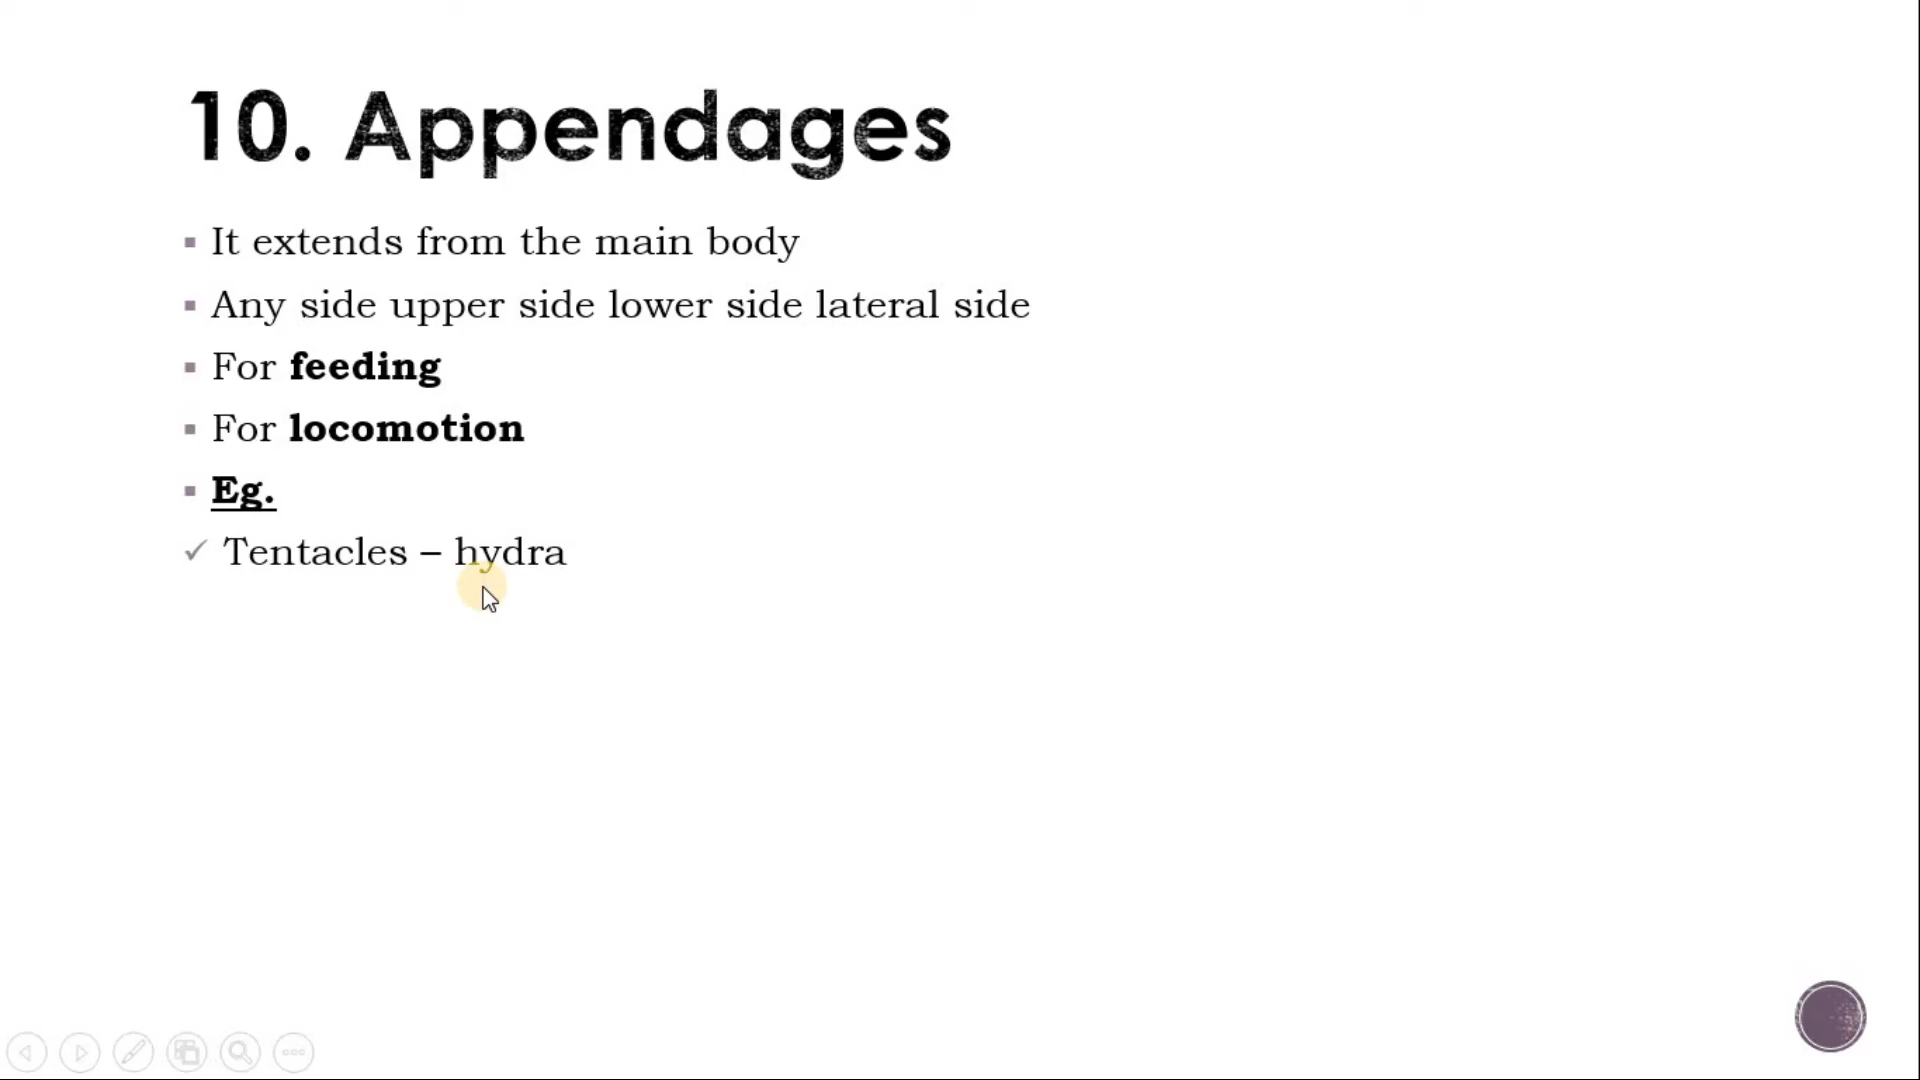 10. Appendages
It extends from the main body
Any side upper side lower side lateral side
For feeding
For locomotion
Eg.
Tentacles – hydra